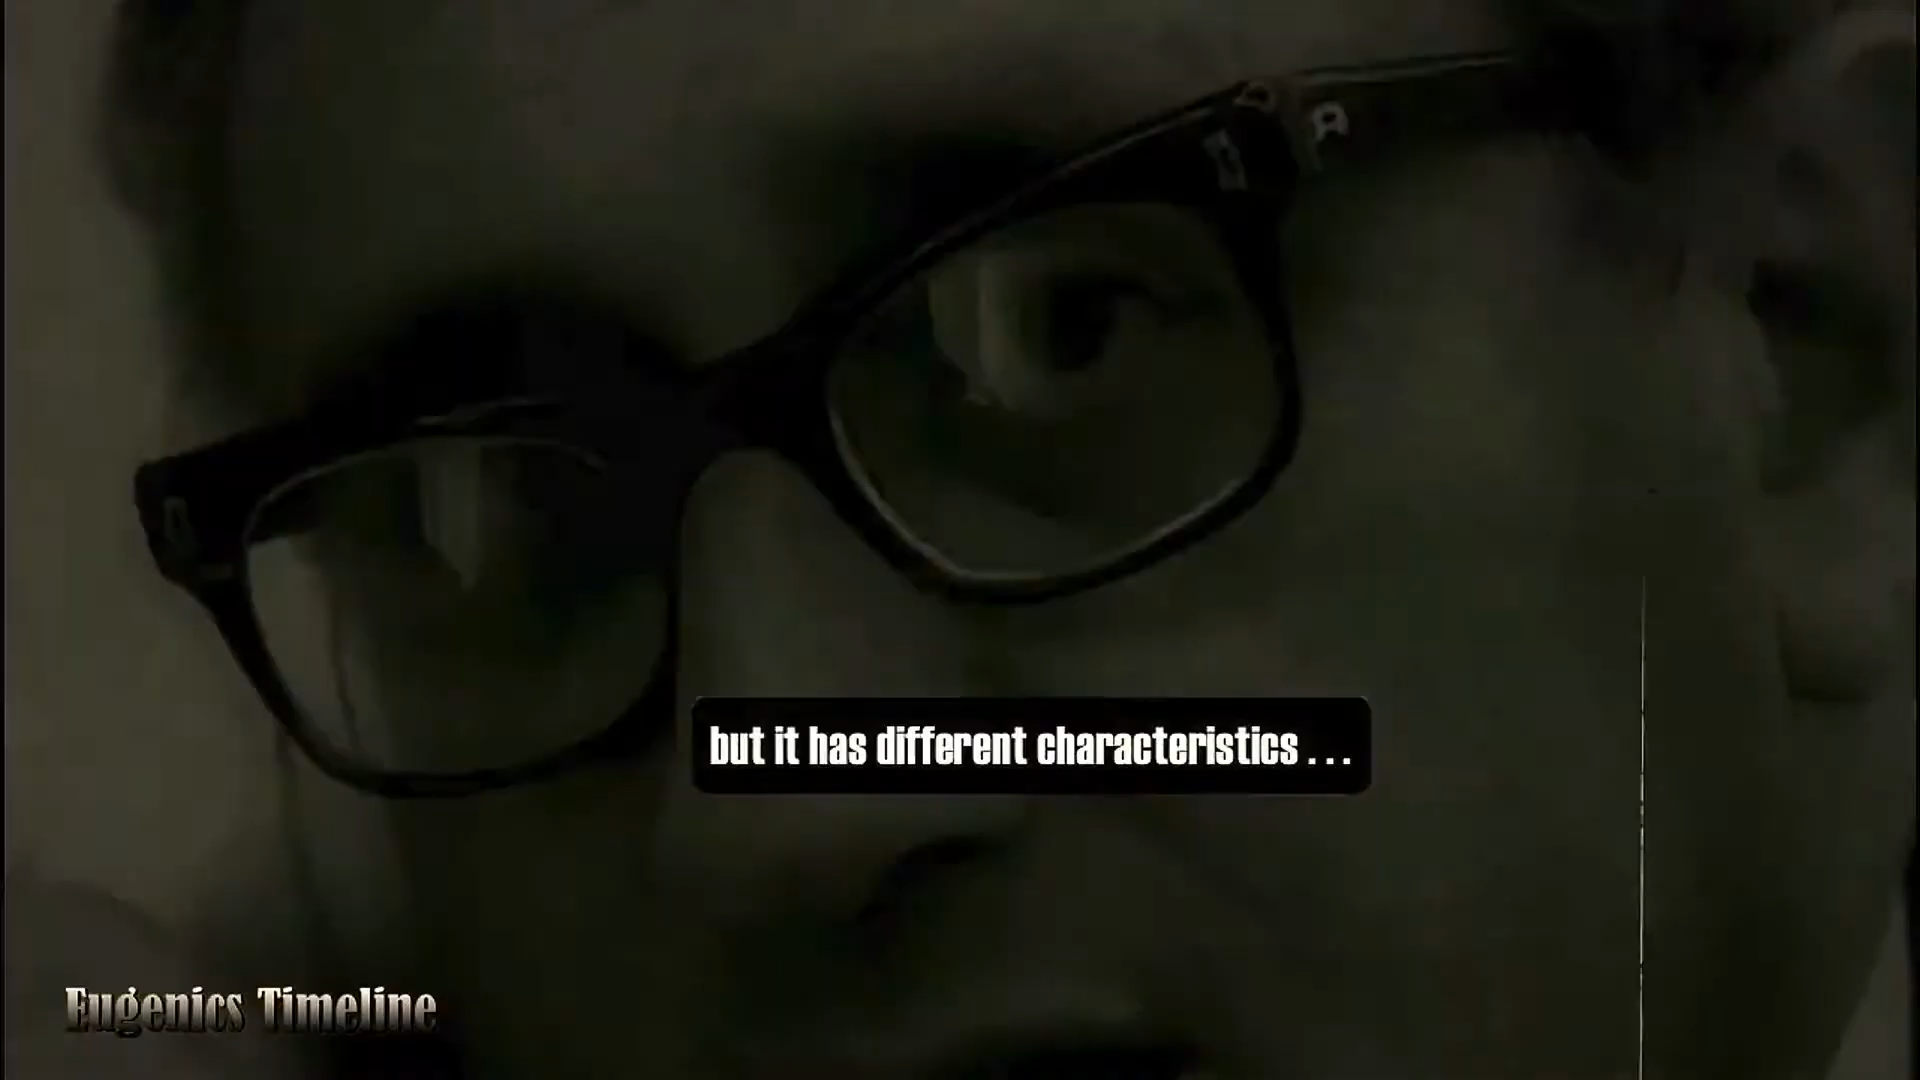 but it has different characteristics . . .
Eugenics Timeline